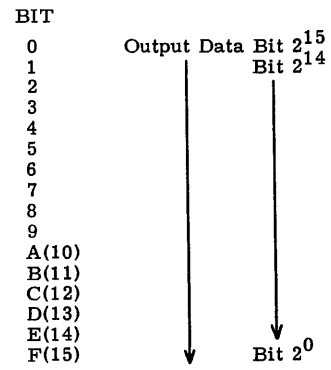 BIT
0 Output Data Bit 2^15
1 Bit 2^14
2
3
4
5
6
7
8
9
A(10)
B(11)
C(12)
D(13)
E(14)
F(15) Bit 2^0